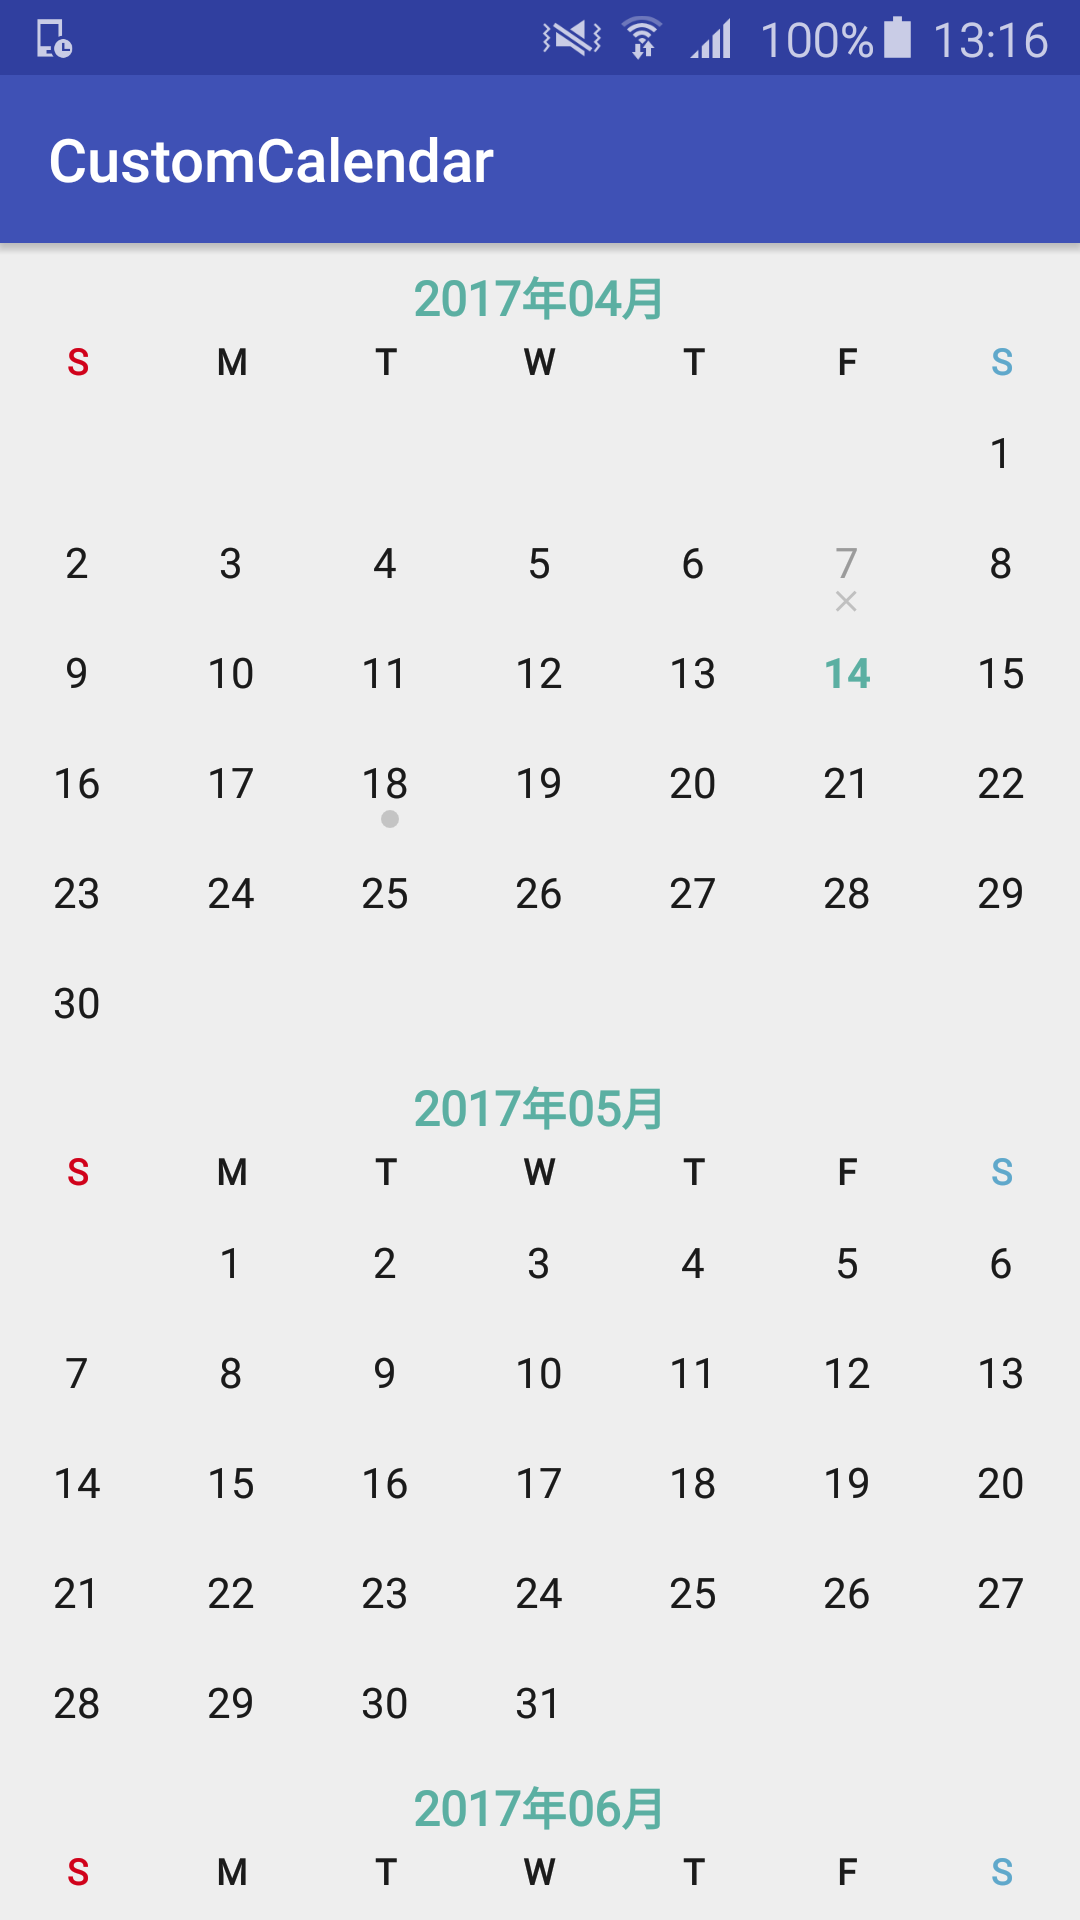 100% 13:16
CustomCalendar
2017年04月
S M T W T F S
1
2 3 4 5 6 7 8
9 10 11 12 13 14 15
16 17 18 19 20 21 22
23 24 25 26 27 28 29
30
2017年05月
S M T W T F S
1 2 3 4 5 6
7 8 9 10 11 12 13
14 15 16 17 18 19 20
21 22 23 24 25 26 27
28 29 30 31
2017年06月
S M T W T F S